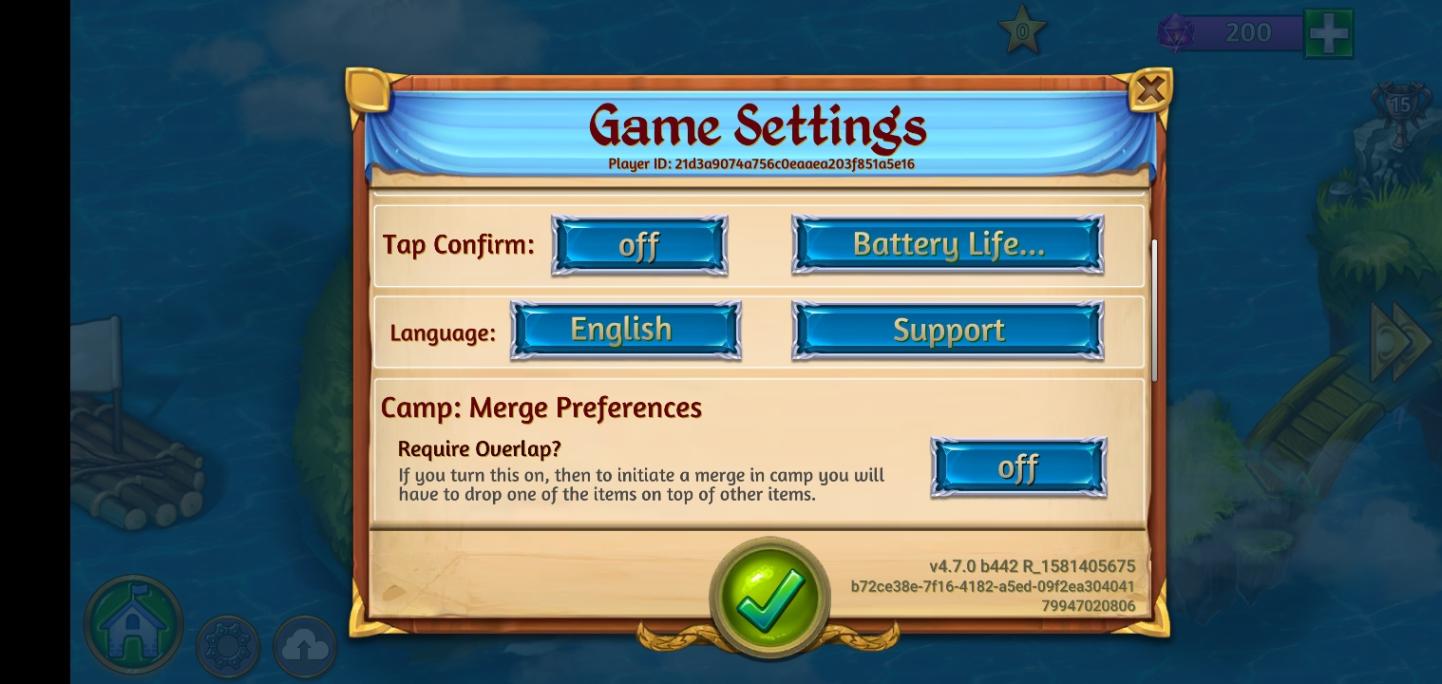 0
200
Game Settings
Player ID: 21d3a9074a756c0eaaea203f851a5e16
15
Tap Confirm: off Battery Life...
Language: English Support
Camp: Merge Preferences
Require Overlap?
If you turn this on, then to initiate a merge in camp you will
have to drop one of the items on top of other items.
off
v4.7.0 b442 R_1581405675
b72ce38e-7f16-4182-a5ed-09f2ea304041
79947020806